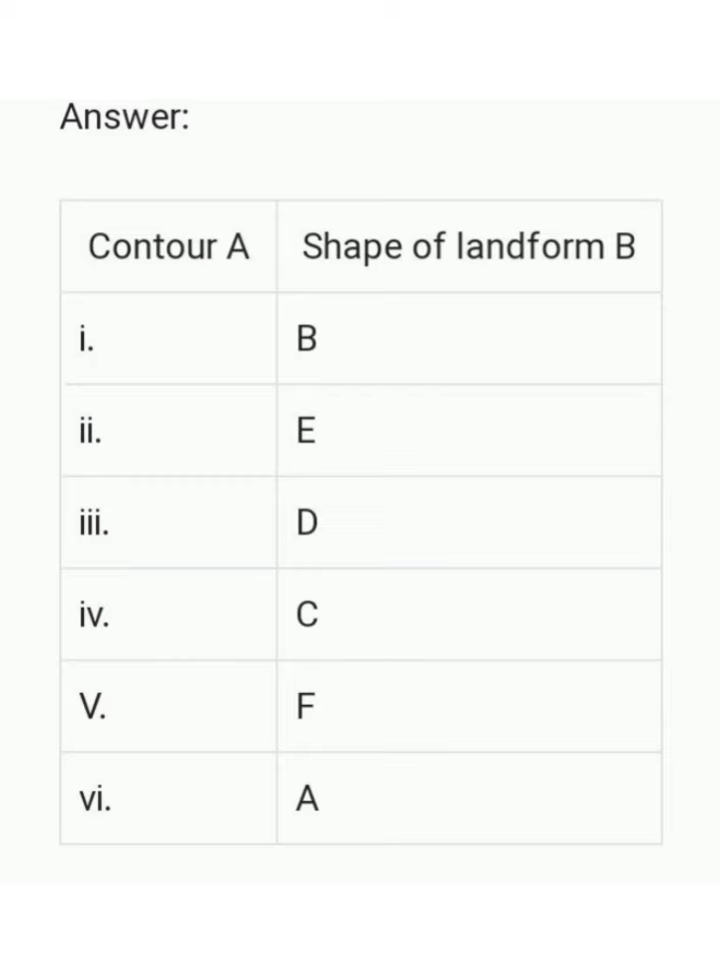 Answer:
Contour A Shape of landform B
i. B
ii. E
iii. D
iv. C
V. F
vi. A